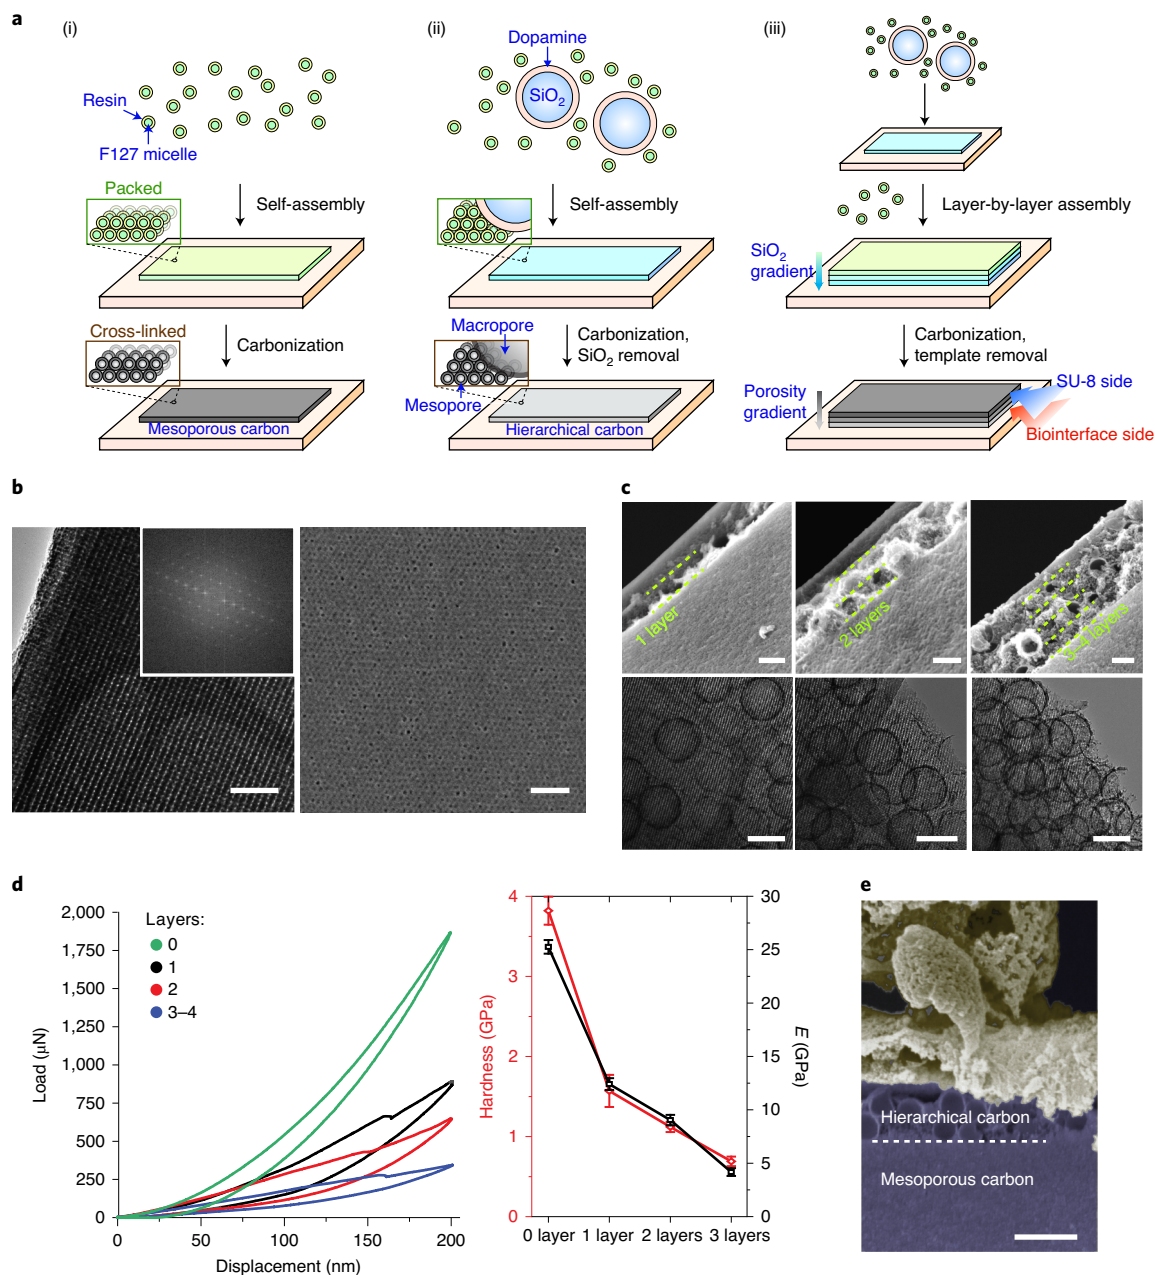 a
(i)
(ii)
(iii)
Resin
F127 micelle
Packed
Self-assembly
Cross-linked
Carbonization
Mesoporous carbon
Dopamine
SiO2
Self-assembly
Macropore
Carbonization,
SiO2 removal
Mesopore
Hierarchical carbon
Layer-by-layer assembly
SiO2
gradient
Carbonization,
template removal
Porosity
gradient
SU-8 side
Biointerface side
b
c
1 layer
2 layers
3–4 layers
d
2,000
1,750
1,500
1,250
1,000
750
500
250
0
Load (µN)
Layers:
0
1
2
3–4
0
50
100
150
200
Displacement (nm)
4
3
2
1
0
Hardness (GPa)
30
25
20
15
10
5
0
E (GPa)
0 layer
1 layer
2 layers
3 layers
e
Hierarchical carbon
Mesoporous carbon